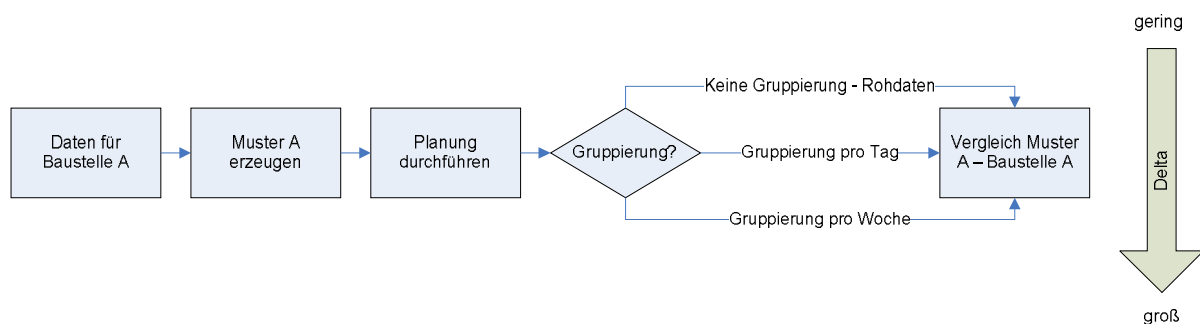 gering
Keine Gruppierung - Rohdaten
Daten für
Baustelle A
Muster A
erzeugen
Planung
durchführen
Gruppierung?
Gruppierung pro Tag
Vergleich Muster
A – Baustelle A
Delta
Gruppierung pro Woche
groß